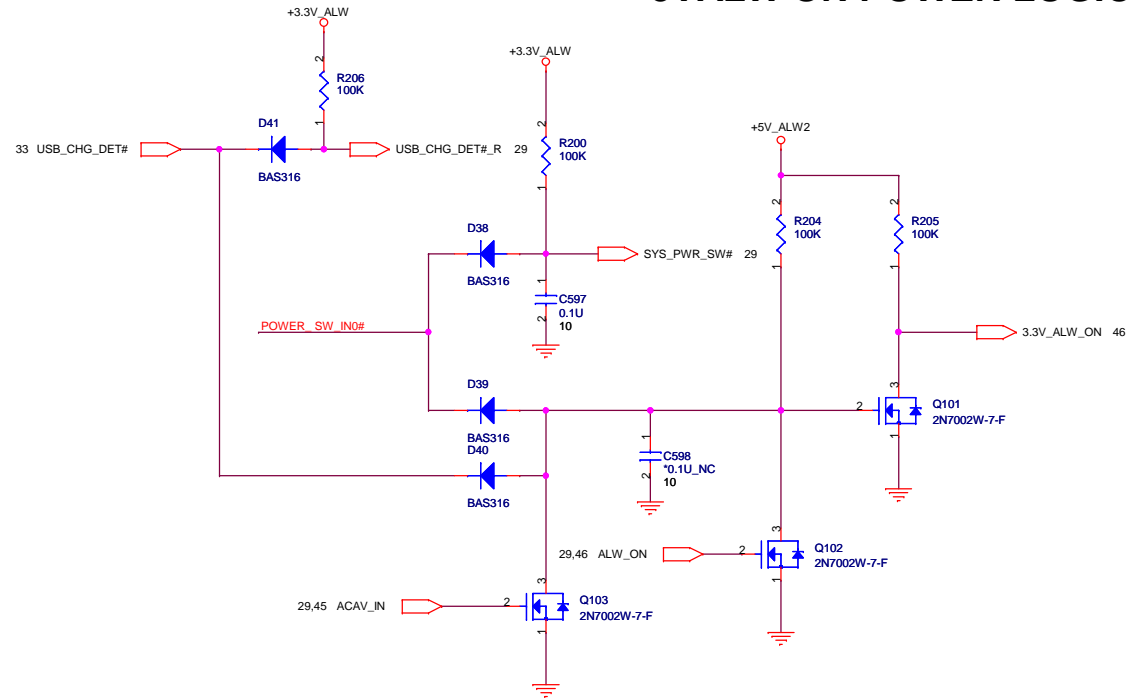 +3.3V_ALW
2
R206
100K
1
D41
33 USB_CHG_DET#
USB_CHG_DET#_R 29
BAS316
+3.3V_ALW
2
R200
100K
1
+5V_ALW2
2
R204
100K
1
2
R205
100K
1
D38
SYS_PWR_SW# 29
BAS316
1
C597
0.1U
2
10
POWER_ SW_IN0#
3.3V_ALW_ON 46
D39
BAS316
3
2
Q101
2N7002W-7-F
1
D40
BAS316
1
C598
*0.1U_NC
2
10
29,46 ALW_ON
3
2
Q102
2N7002W-7-F
1
29,45 ACAV_IN
3
2
Q103
2N7002W-7-F
1